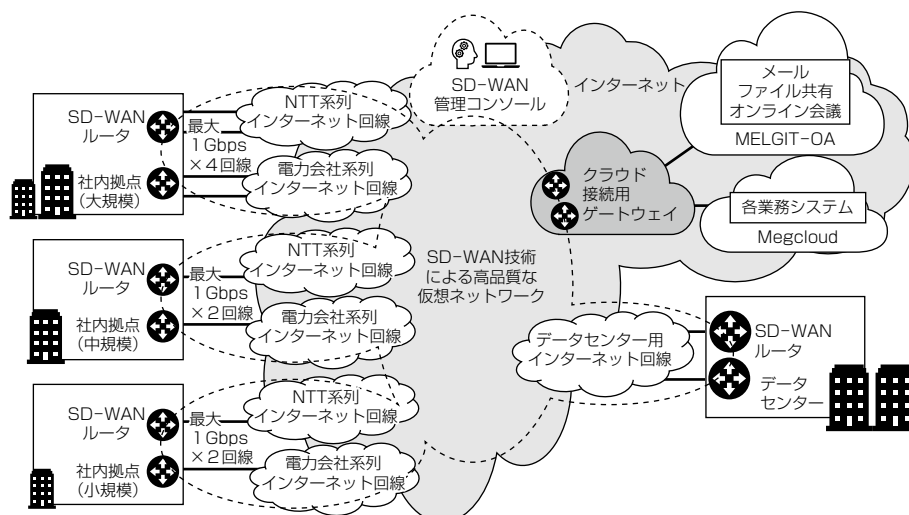 SD-WAN
管理コンソール
インターネット
メール
ファイル共有
オンライン会議
MELGIT-OA
クラウド
接続用
ゲートウェイ
各業務システム
Megcloud
SD-WAN
ルータ
社内拠点
(大規模)
最大
1Gbps
×4回線
NTT系列
インターネット回線
電力会社系列
インターネット回線
SD-WAN
ルータ
社内拠点
(中規模)
最大
1Gbps
×2回線
NTT系列
インターネット回線
電力会社系列
インターネット回線
SD-WAN技術
による高品質な
仮想ネットワーク
データセンター用
インターネット回線
SD-WAN
ルータ
データ
センター
SD-WAN
ルータ
社内拠点
(小規模)
最大
1Gbps
×2回線
NTT系列
インターネット回線
電力会社系列
インターネット回線